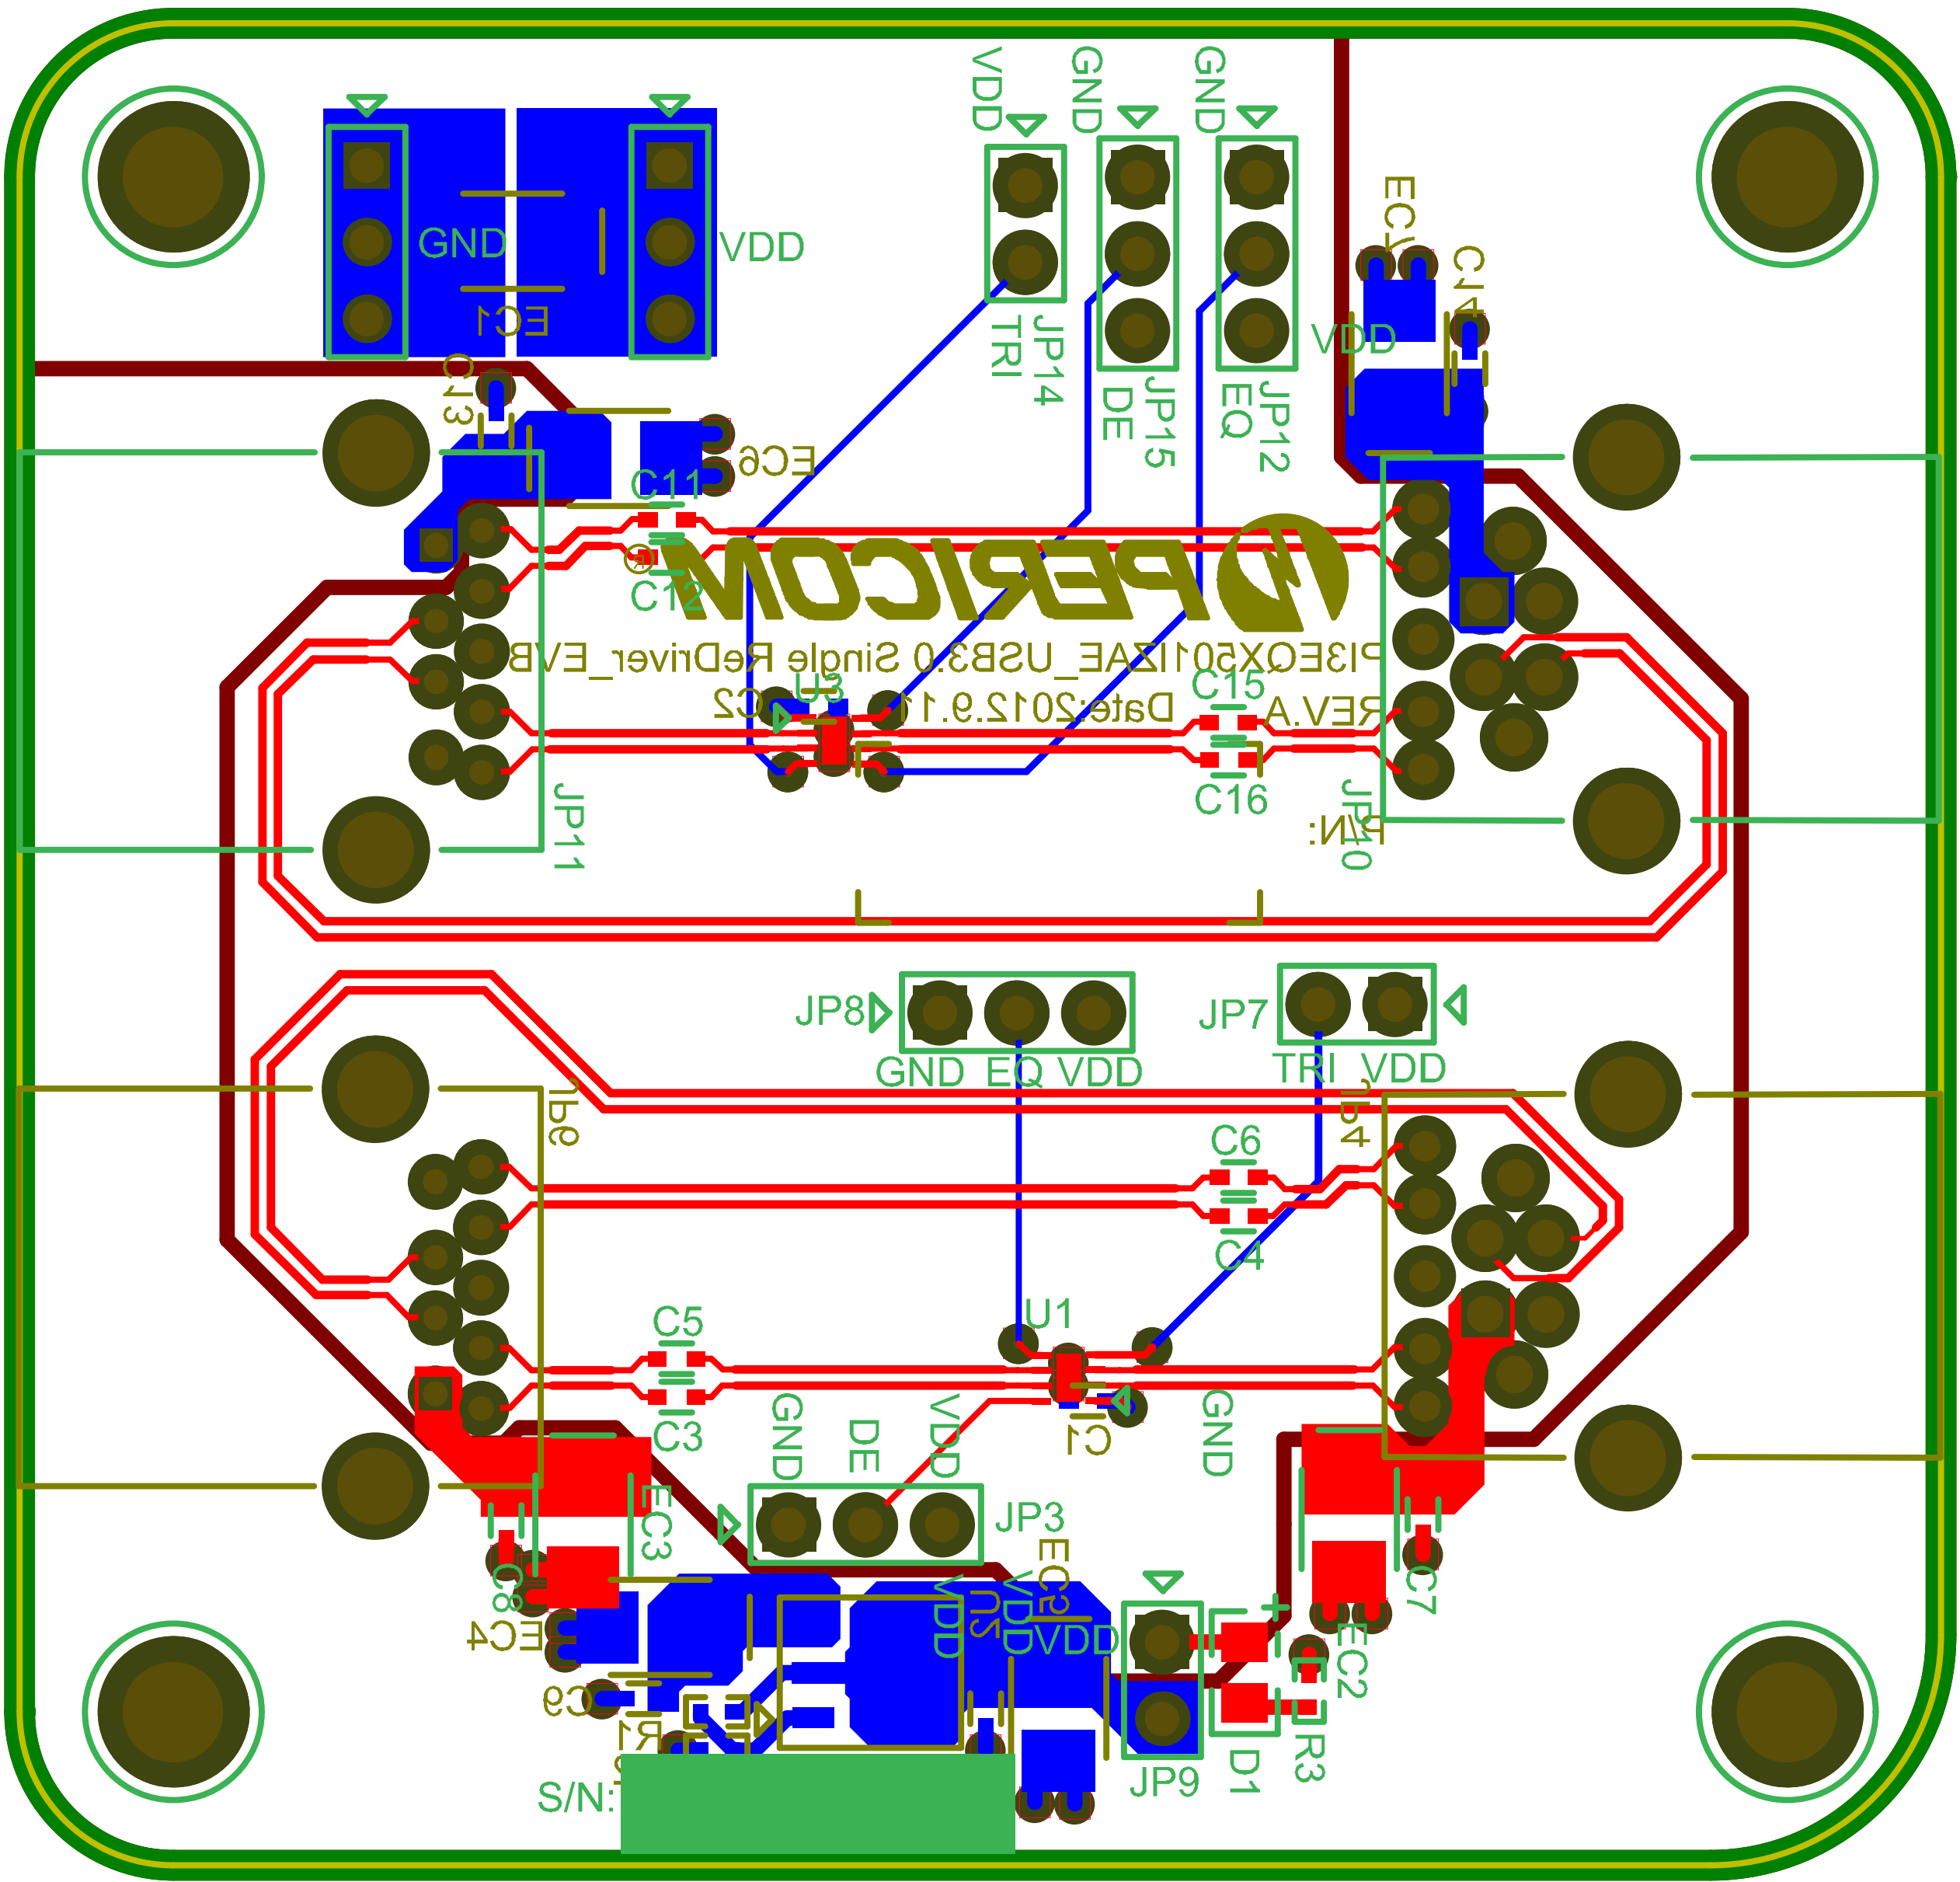 VDD
GND
GND
EC7
C14
GND
VDD
EC1
VDD
JP14
TRI
JP15
DE
JP12
EQ
C13
EC6
C11
C12
R
PERICOM
PI3EQX501IZAE_USB3.0 Single ReDriver_EVB
Date:2012.9.11
REV.A
U3
C2
C15
C16
JP11
JP10
P/N:
JP8
GND EQ VDD
JP7
TRI VDD
JP6
JP4
C6
C4
U1
C5
C3
C1
GND
DE
VDD
GND
JP3
EC3
C8
EC4
EC5
VDD
U2
VDD
VDD
C7
EC2
+
C9
R1
S/N:
JP9
D1
R3